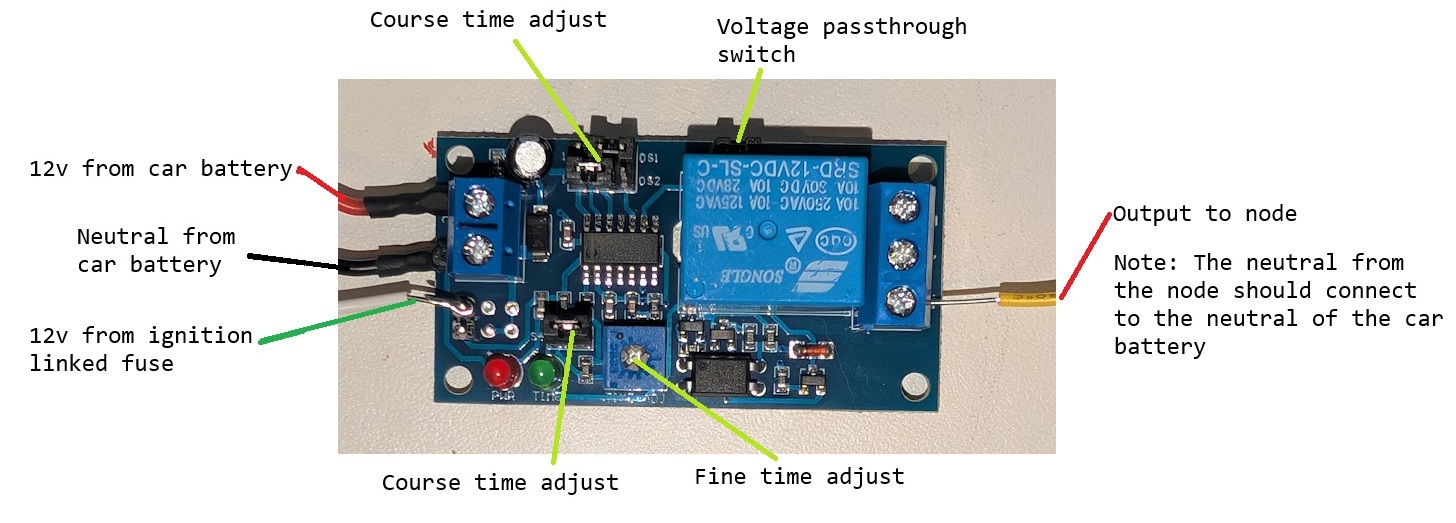 Course time adjust
Voltage passthrough
switch
12v from car battery
Neutral from
car battery
12v from ignition
linked fuse
OS1
OS2
SRD-12VDC-SL-C
10A 30VDC 10A 28VDC
10A 250VAC 10A 125VAC
SONGLE
®
c
US
PWR
Output to node
Note: The neutral from
the node should connect
to the neutral of the car
battery
Course time adjust
Fine time adjust